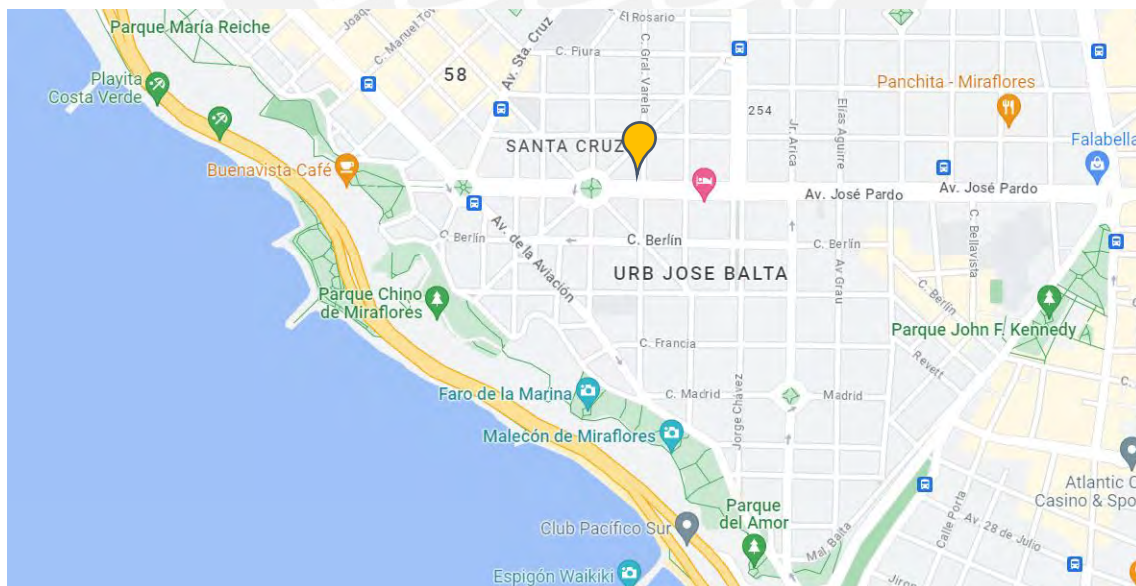 Parque María Reiche
Playita
Costa Verde
Buenavista Café
C. Manuel To
Av. Sta. Cruz
58
El Rosario
C. Piura
C. Gral. Varela
SANTA CRUZ
254
Jr. Arica
Elías Aguirre
Panchita - Miraflores
Falabella
Av. José Pardo
Av. José Pardo
C. Berlín
Av. de la Aviación
C. Berlín
C. Berlín
Av Grau
C. Bellavista
URB JOSE BALTA
Parque Chino
de Miraflores
C. Berlín
Parque John F. Kennedy
C. Francia
Revett
Faro de la Marina
C. Madrid
Madrid
Jorge Chavez
Malecón de Miraflores
Club Pacífico Sur
Parque
del Amor
Mal. Balta
Calle Porta
Av. 28 de Julio
Atlantic C
Casino & Spo
Espigón Waikiki